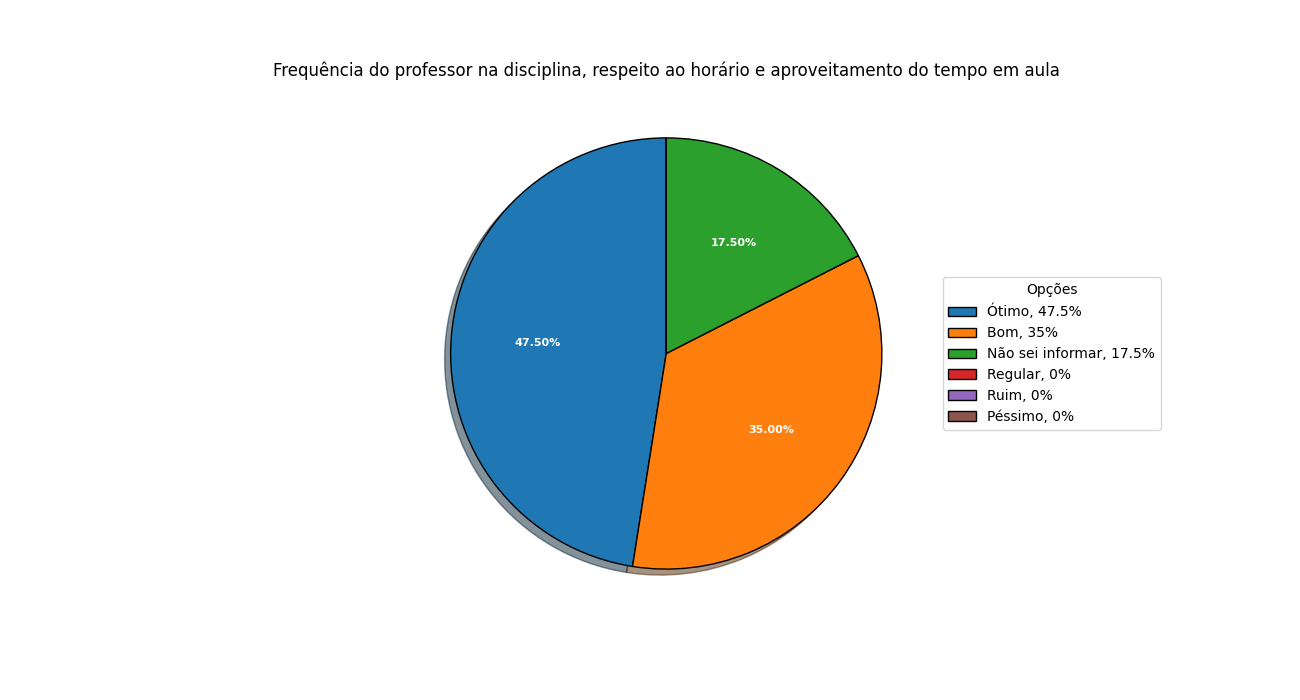 Frequência do professor na disciplina, respeito ao horário e aproveitamento do tempo em aula
17.50%
47.50%
35.00%
Opções
Ótimo, 47.5%
Bom, 35%
Não sei informar, 17.5%
Regular, 0%
Ruim, 0%
Péssimo, 0%